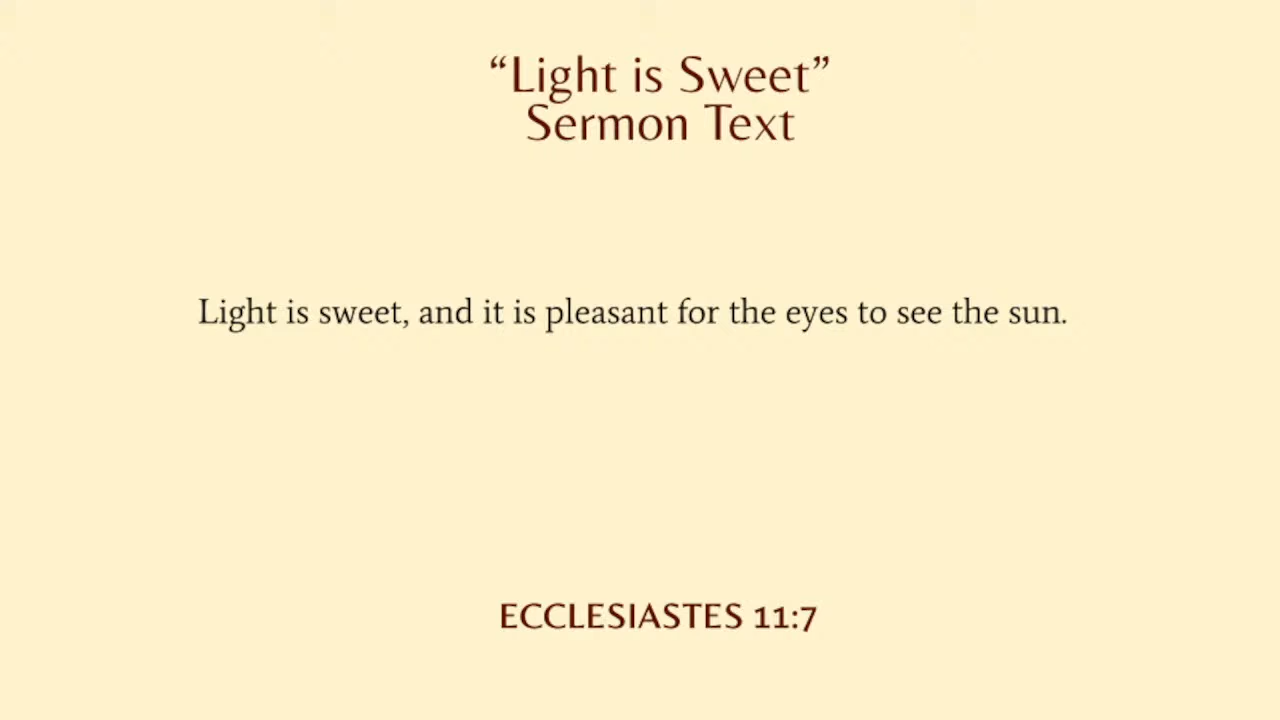 “Light is Sweet”
Sermon Text
Light is sweet, and it is pleasant for the eyes to see the sun.
ECCLESIASTES 11:7